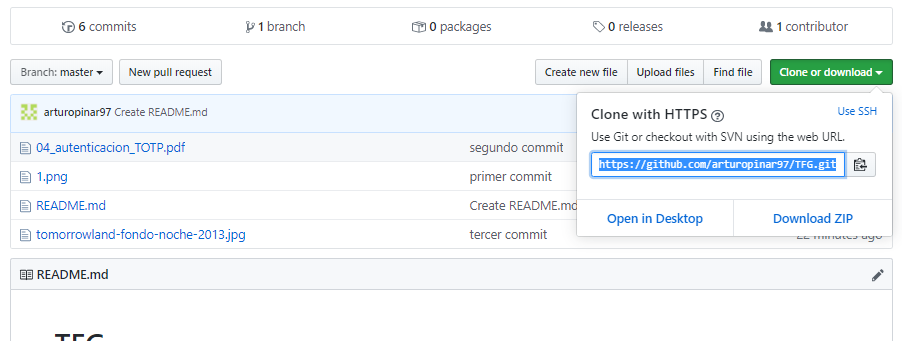 6 commits 1 branch 0 packages 0 releases 1 contributor
Branch: master New pull request Create new file Upload files Find file Clone or download
arturopinar97 Create README.md
Clone with HTTPS ? Use SSH
Use Git or checkout with SVN using the web URL.
https://github.com/arturopinar97/TFG.git
Open in Desktop Download ZIP
04_autenticacion_TOTP.pdf segundo commit
1.png primer commit
README.md Create README.md
tomorrowland-fondo-noche-2013.jpg tercer commit 22 minutes ago
README.md
TFG